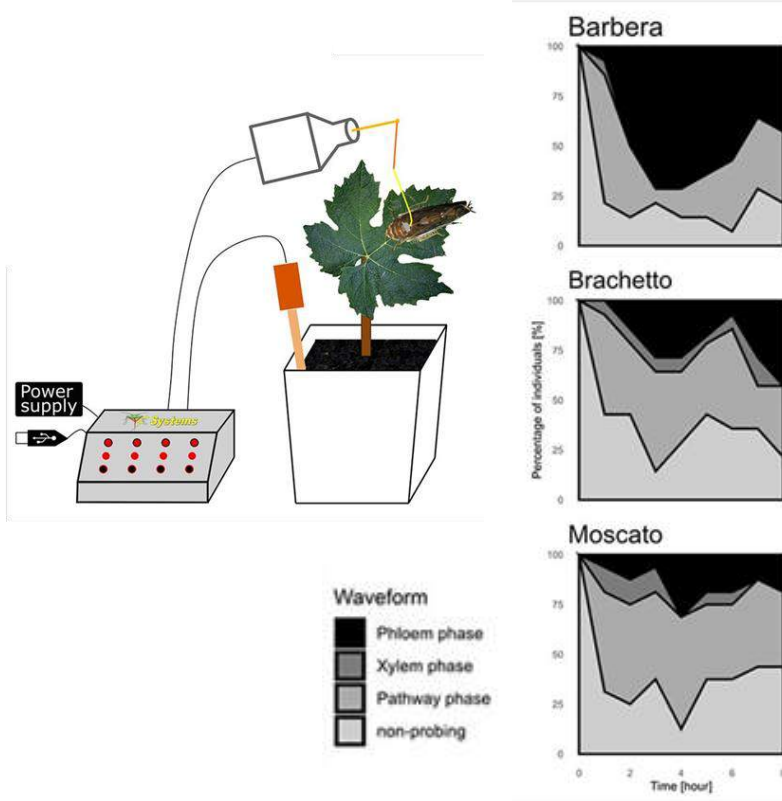 Power
supply
Systems
Waveform
Phloem phase
Xylem phase
Pathway phase
non-probing
Barbera
100
75
50
25
0
Brachetto
100
75
50
25
0
Percentage of individuals [%]
Moscato
100
75
50
25
0
0 2 4 6
Time [hour]